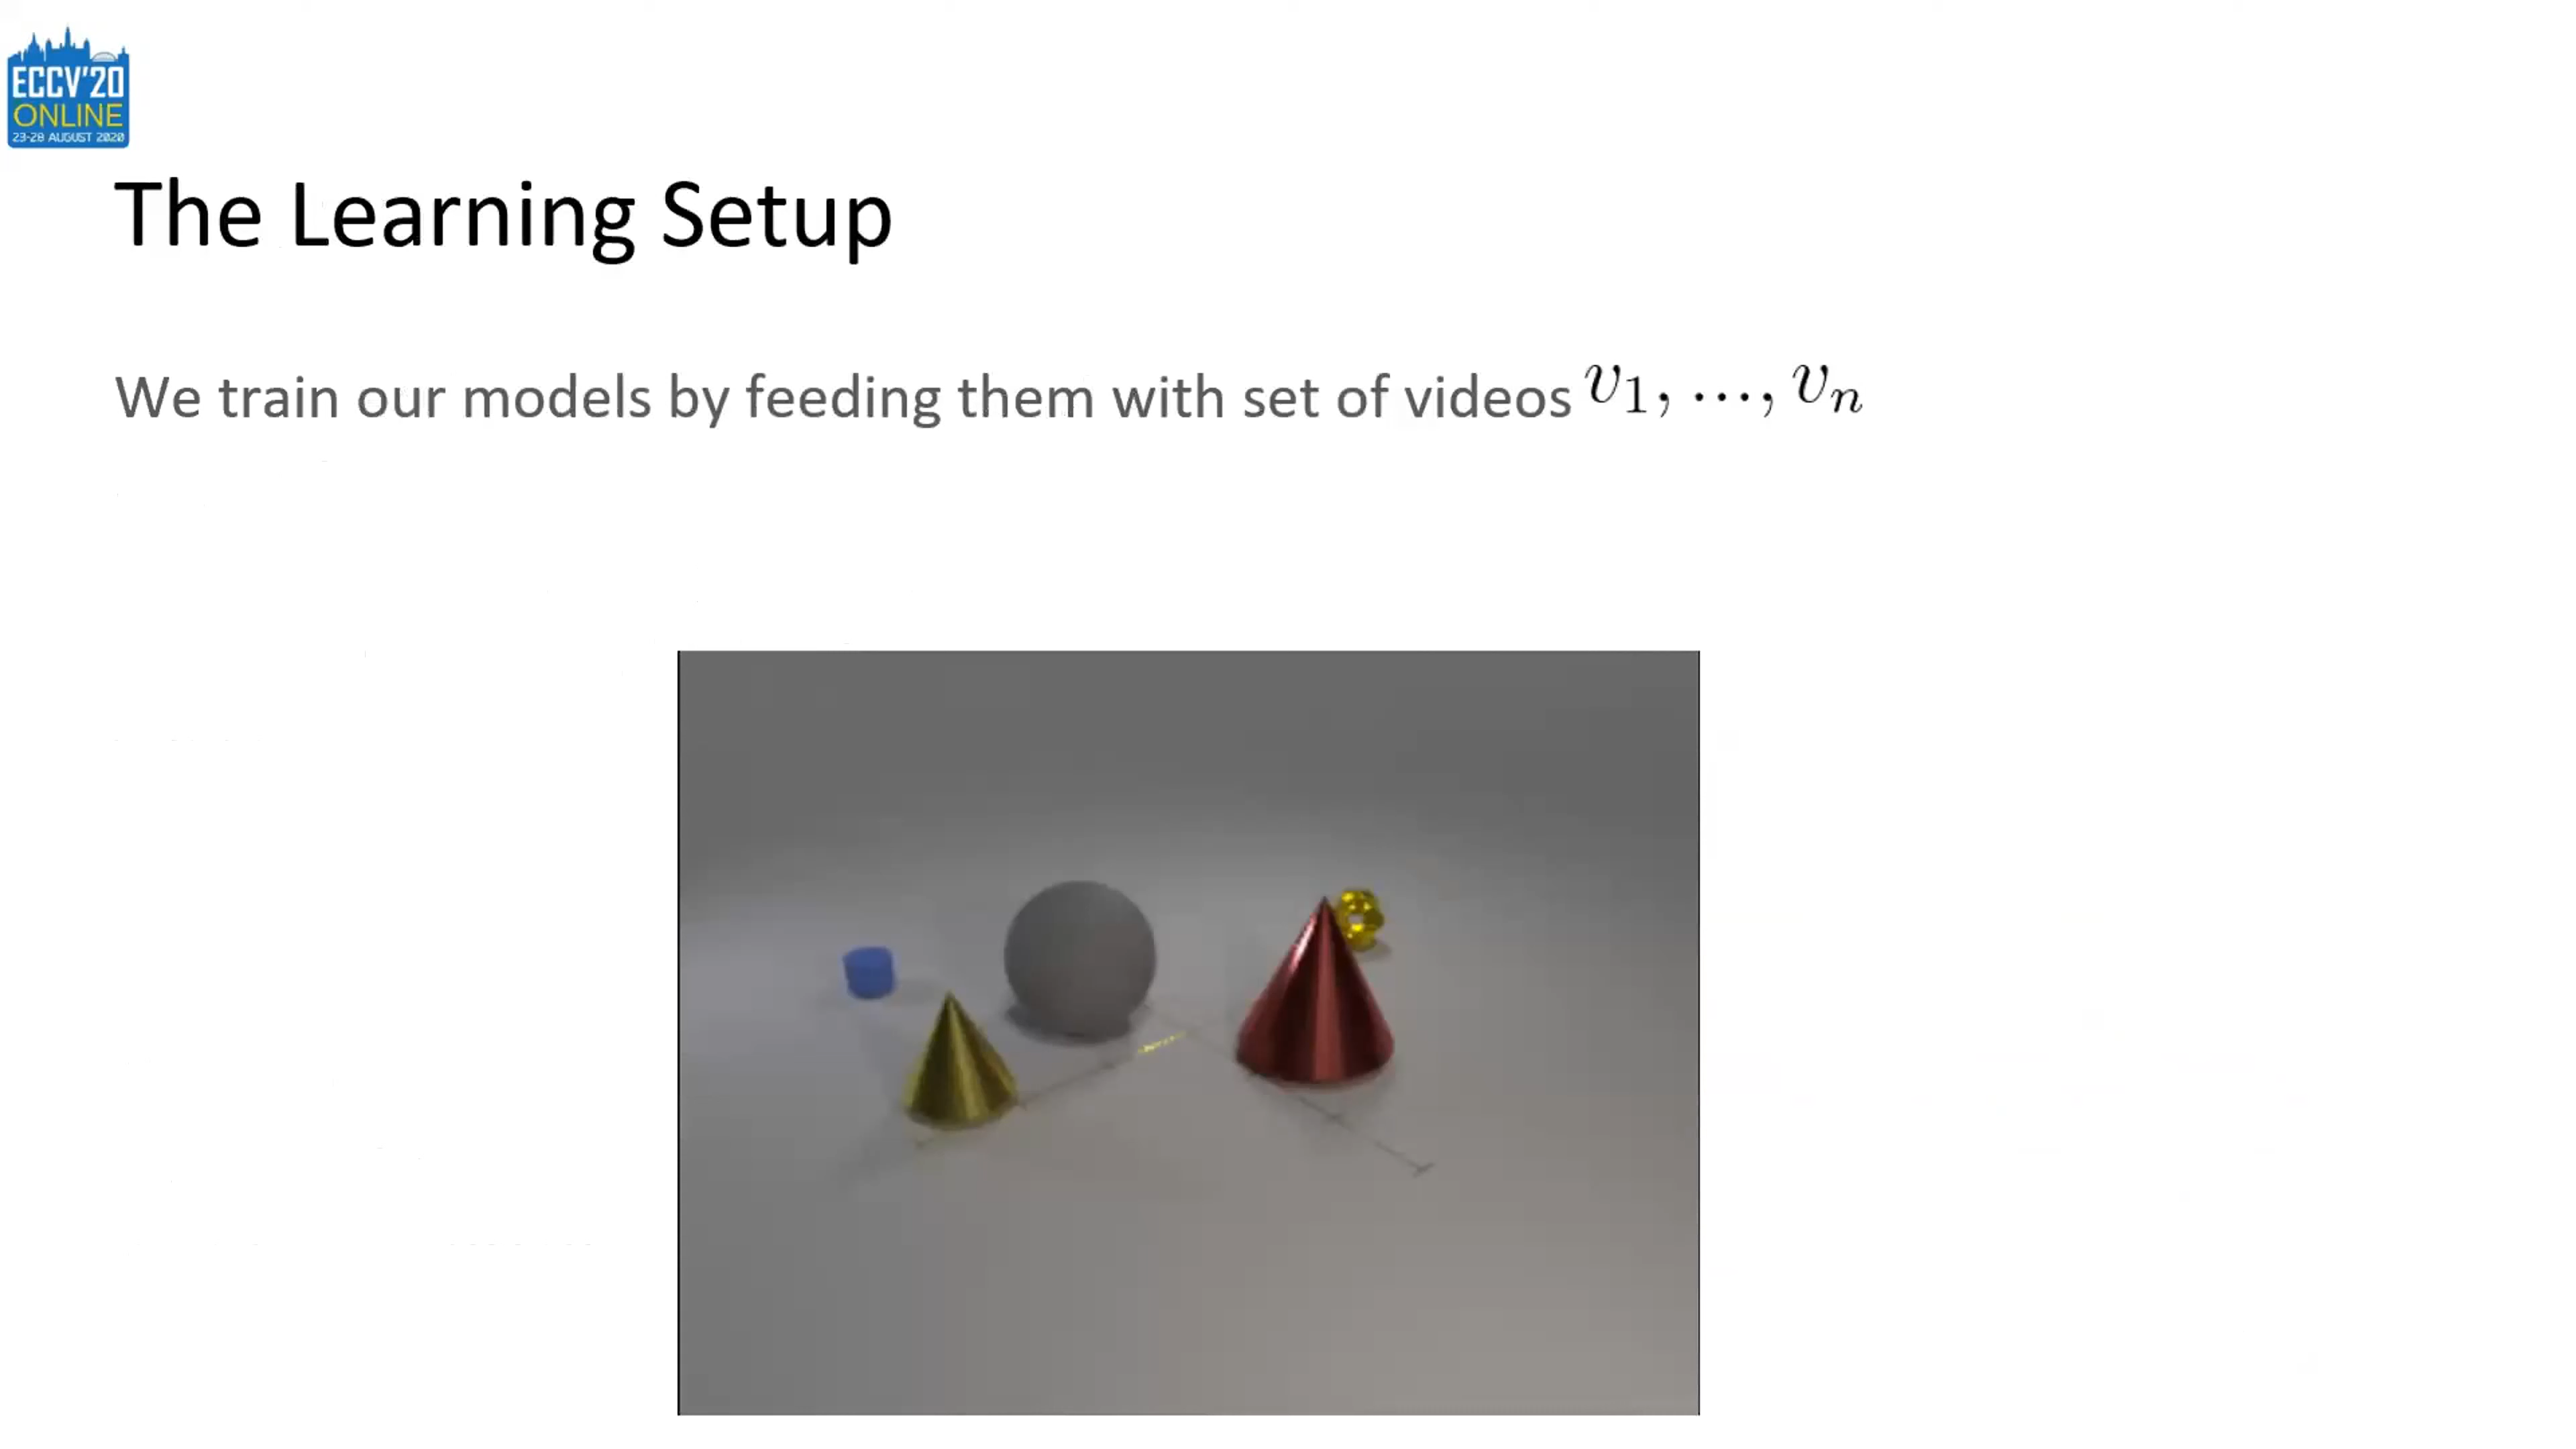 ECCV'20
ONLINE
23-28 AUGUST 2020
The Learning Setup
We train our models by feeding them with set of videos v₁, ..., vₙ